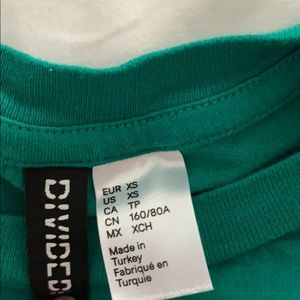 DIVIDED
EUR XS
US XS
CA TP
CN 160/80A
MX XCH
Made in
Turkey
Fabriqué en
Turquie